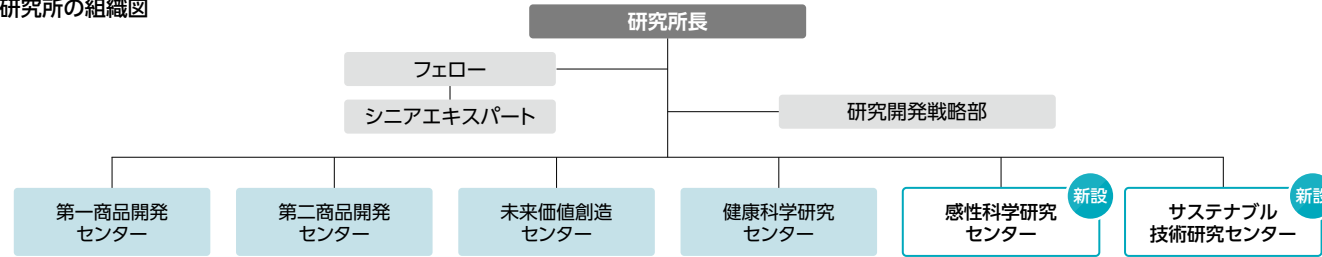 研究所の組織図
研究所長
フェロー
シニアエキスパート
研究開発戦略部
第一商品開発
センター
第二商品開発
センター
未来価値創造
センター
健康科学研究
センター
感性科学研究
センター
新設
サステナブル
技術研究センター
新設